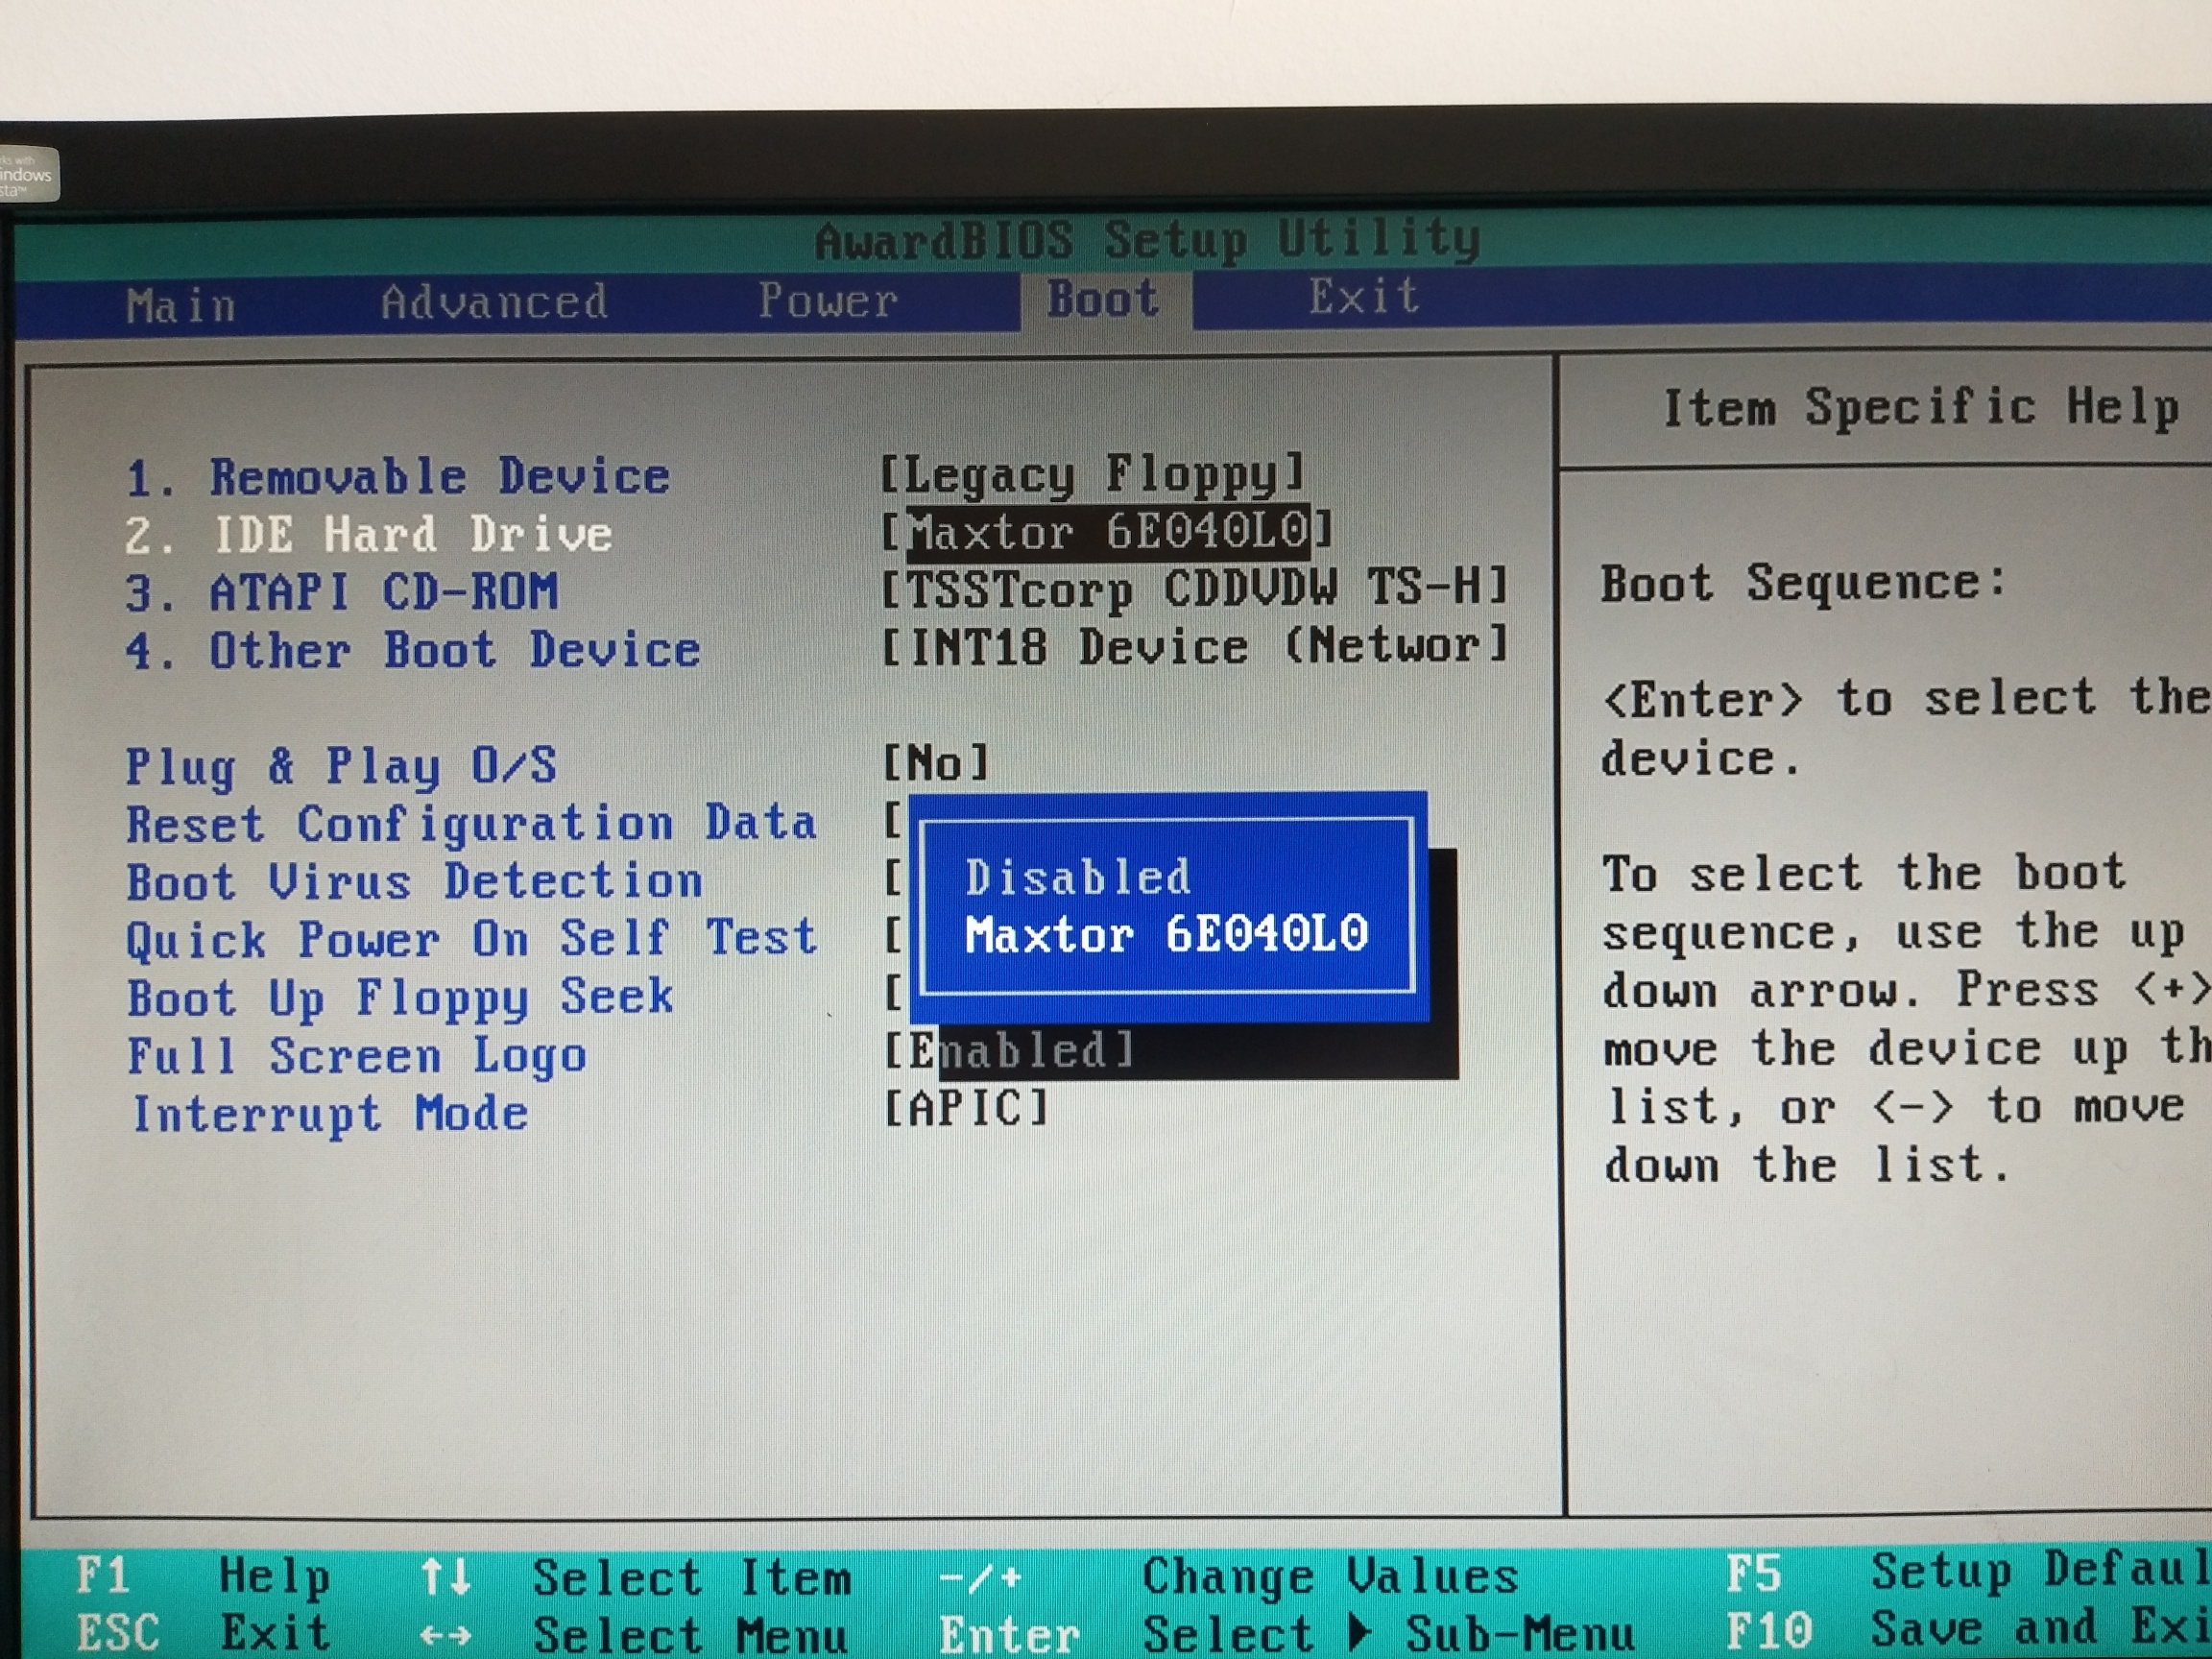 AwardBIOS Setup Utility
Main Advanced Power Boot Exit
Item Specific Help
1. Removable Device [Legacy Floppy]
2. IDE Hard Drive [Maxtor 6E040L0]
3. ATAPI CD-ROM [TSSTcorp CDDVDW TS-H]
4. Other Boot Device [INT18 Device (Networ]
Plug & Play O/S [No]
Reset Configuration Data [
Boot Virus Detection [
Quick Power On Self Test [
Boot Up Floppy Seek [
Full Screen Logo [Enabled]
Interrupt Mode [APIC]
Disabled
Maxtor 6E040L0
Boot Sequence:
<Enter> to select the
device.
To select the boot
sequence, use the up
down arrow. Press <+>
move the device up th
list, or <-> to move
down the list.
F1 Help ↑↓ Select Item -/+ Change Values F5 Setup Defaul
ESC Exit ←→ Select Menu Enter Select ▶ Sub-Menu F10 Save and Exi